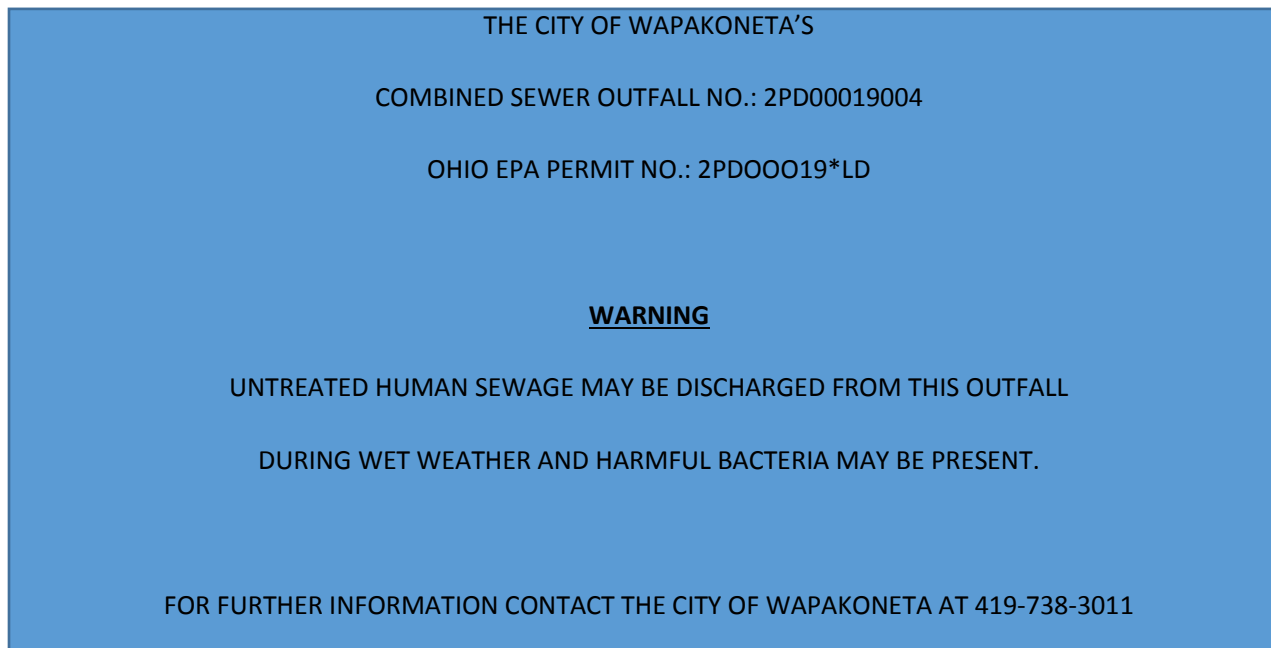 THE CITY OF WAPAKONETA’S
COMBINED SEWER OUTFALL NO.: 2PD00019004
OHIO EPA PERMIT NO.: 2PDOOO19*LD
WARNING
UNTREATED HUMAN SEWAGE MAY BE DISCHARGED FROM THIS OUTFALL
DURING WET WEATHER AND HARMFUL BACTERIA MAY BE PRESENT.
FOR FURTHER INFORMATION CONTACT THE CITY OF WAPAKONETA AT 419-738-3011